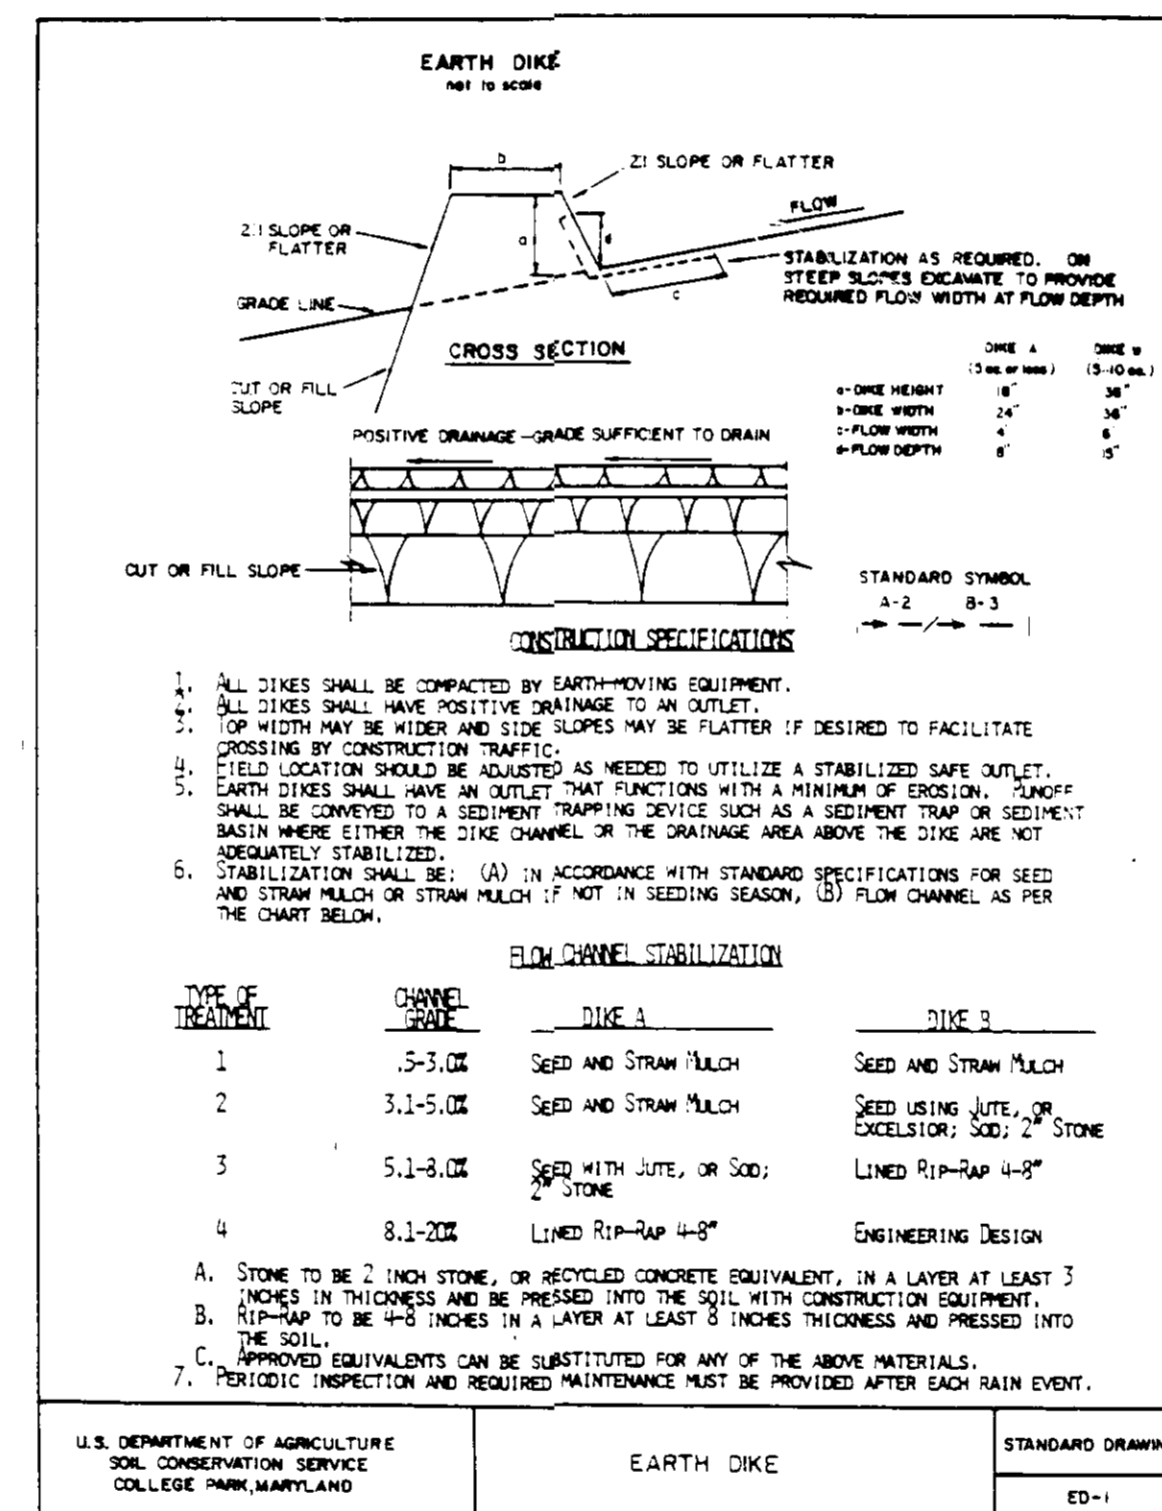 EARTH DIKE
not to scale
b
2:1 SLOPE OR FLATTER
FLOW
2:1 SLOPE OR
FLATTER
a
d
STABILIZATION AS REQUIRED. ON
STEEP SLOPES EXCAVATE TO PROVIDE
REQUIRED FLOW WIDTH AT FLOW DEPTH
c
GRADE LINE
CROSS SECTION
CUT OR FILL
SLOPE
DIKE A DIKE B
(5 ac. or less) (5-10 ac.)
a-DIKE HEIGHT 18" 36"
b-DIKE WIDTH 24" 36"
c-FLOW WIDTH 4' 6'
d-FLOW DEPTH 8" 15"
POSITIVE DRAINAGE-GRADE SUFFICIENT TO DRAIN
CUT OR FILL SLOPE
STANDARD SYMBOL
A-2 B-3
CONSTRUCTION SPECIFICATIONS
1. ALL DIKES SHALL BE COMPACTED BY EARTH-MOVING EQUIPMENT.
2. ALL DIKES SHALL HAVE POSITIVE DRAINAGE TO AN OUTLET.
3. TOP WIDTH MAY BE WIDER AND SIDE SLOPES MAY BE FLATTER IF DESIRED TO FACILITATE
CROSSING BY CONSTRUCTION TRAFFIC.
4. FIELD LOCATION SHOULD BE ADJUSTED AS NEEDED TO UTILIZE A STABILIZED SAFE OUTLET.
5. EARTH DIKES SHALL HAVE AN OUTLET THAT FUNCTIONS WITH A MINIMUM OF EROSION. RUNOFF
SHALL BE CONVEYED TO A SEDIMENT TRAPPING DEVICE SUCH AS A SEDIMENT TRAP OR SEDIMENT
BASIN WHERE EITHER THE DIKE CHANNEL OR THE DRAINAGE AREA ABOVE THE DIKE ARE NOT
ADEQUATELY STABILIZED.
6. STABILIZATION SHALL BE: (A) IN ACCORDANCE WITH STANDARD SPECIFICATIONS FOR SEED
AND STRAW MULCH OR STRAW MULCH IF NOT IN SEEDING SEASON, (B) FLOW CHANNEL AS PER
THE CHART BELOW.
FLOW CHANNEL STABILIZATION
TYPE OF TREATMENT CHANNEL GRADE DIKE A DIKE B
1 .5-3.0% SEED AND STRAW MULCH SEED AND STRAW MULCH
2 3.1-5.0% SEED AND STRAW MULCH SEED USING JUTE, OR
EXCELSIOR; SOD; 2" STONE
3 5.1-8.0% SEED WITH JUTE, OR SOD; LINED RIP-RAP 4-8"
2" STONE
4 8.1-20% LINED RIP-RAP 4-8" ENGINEERING DESIGN
A. STONE TO BE 2 INCH STONE, OR RECYCLED CONCRETE EQUIVALENT, IN A LAYER AT LEAST 3
INCHES IN THICKNESS AND BE PRESSED INTO THE SOIL WITH CONSTRUCTION EQUIPMENT.
B. RIP-RAP TO BE 4-8 INCHES IN A LAYER AT LEAST 8 INCHES THICKNESS AND PRESSED INTO
THE SOIL.
C. APPROVED EQUIVALENTS CAN BE SUBSTITUTED FOR ANY OF THE ABOVE MATERIALS.
7. PERIODIC INSPECTION AND REQUIRED MAINTENANCE MUST BE PROVIDED AFTER EACH RAIN EVENT.
U.S. DEPARTMENT OF AGRICULTURE
SOIL CONSERVATION SERVICE
COLLEGE PARK, MARYLAND
EARTH DIKE
STANDARD DRAWIN
ED-1